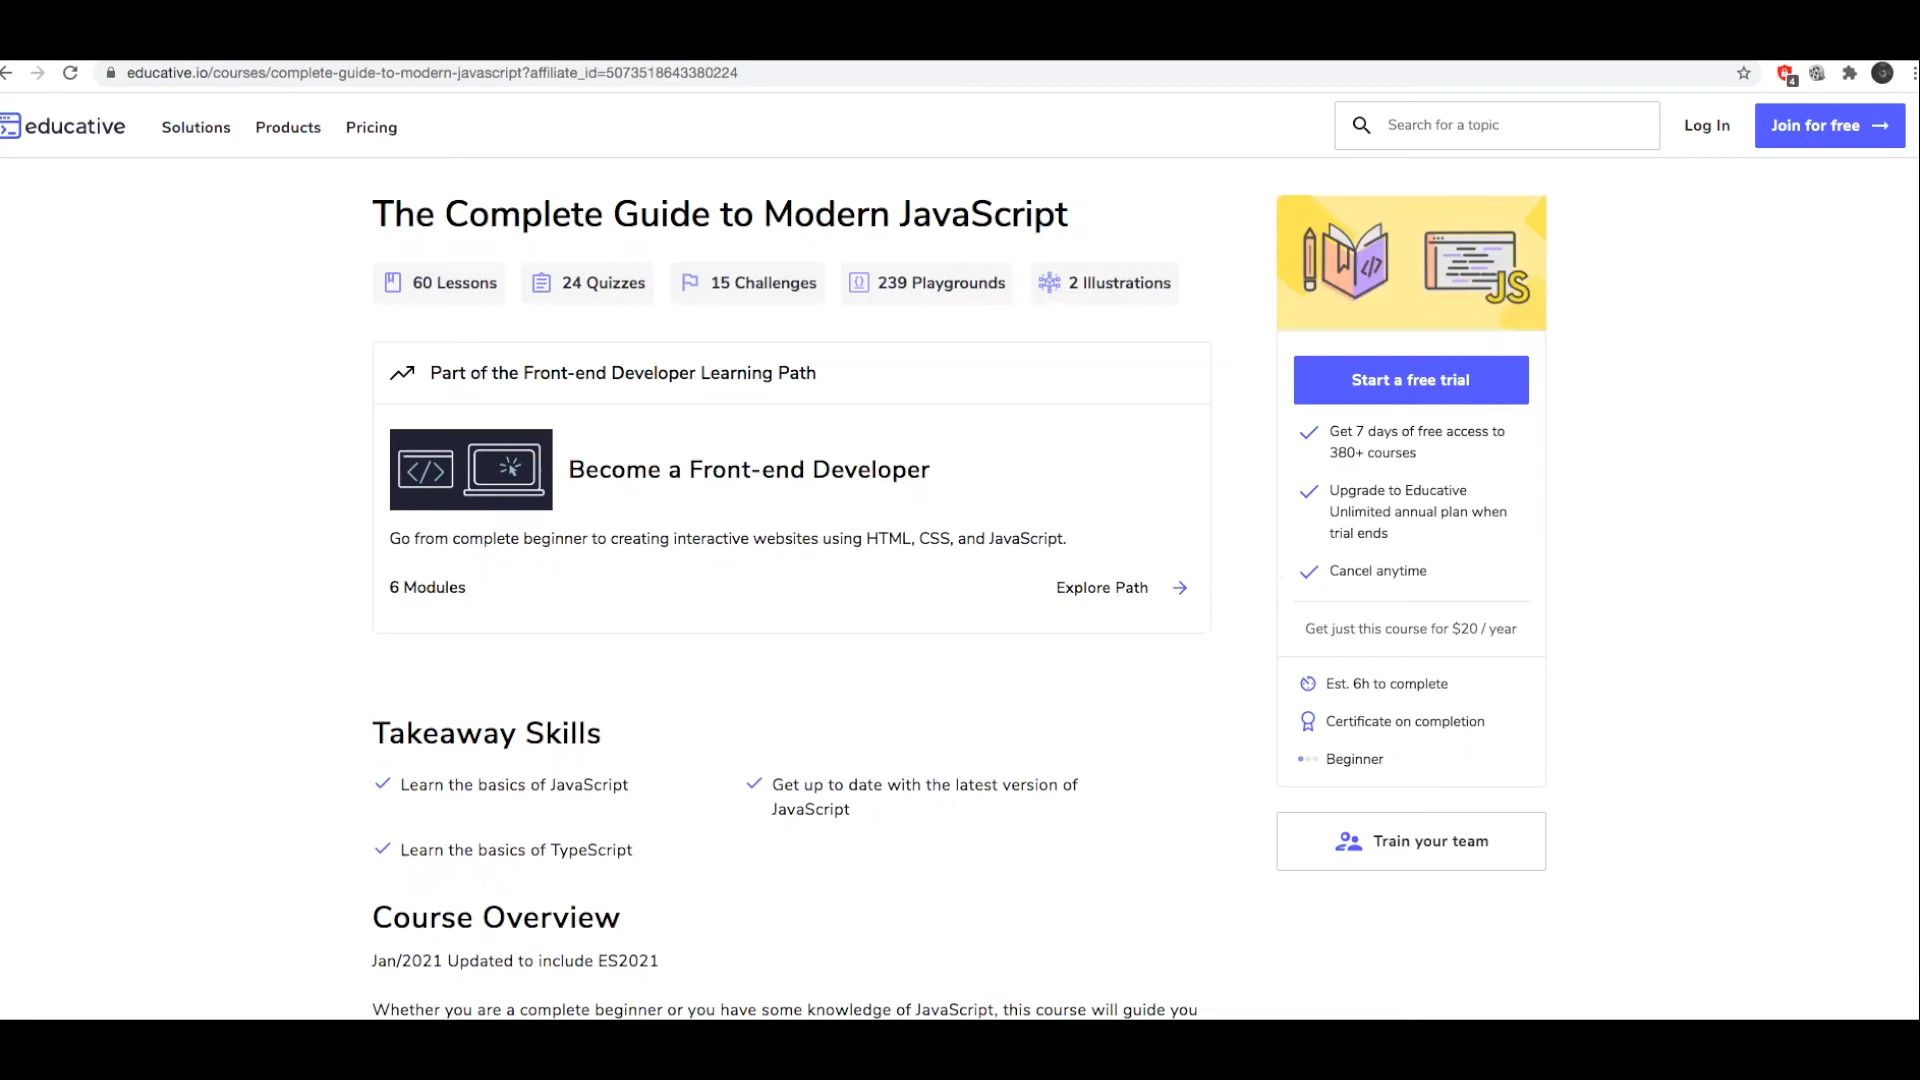 educative.io/courses/complete-guide-to-modern-javascript?affiliate_id=5073518643380224
4
educative
Solutions
Products
Pricing
Search for a topic
Log In
Join for free
The Complete Guide to Modern JavaScript
60 Lessons
24 Quizzes
15 Challenges
239 Playgrounds
2 Illustrations
Part of the Front-end Developer Learning Path
Become a Front-end Developer
Go from complete beginner to creating interactive websites using HTML, CSS, and JavaScript.
6 Modules
Explore Path
Takeaway Skills
Learn the basics of JavaScript
Get up to date with the latest version of
JavaScript
Learn the basics of TypeScript
Course Overview
Jan/2021 Updated to include ES2021
Whether you are a complete beginner or you have some knowledge of JavaScript, this course will guide you
JS
Start a free trial
Get 7 days of free access to
380+ courses
Upgrade to Educative
Unlimited annual plan when
trial ends
Cancel anytime
Get just this course for $20 / year
Est. 6h to complete
Certificate on completion
Beginner
Train your team